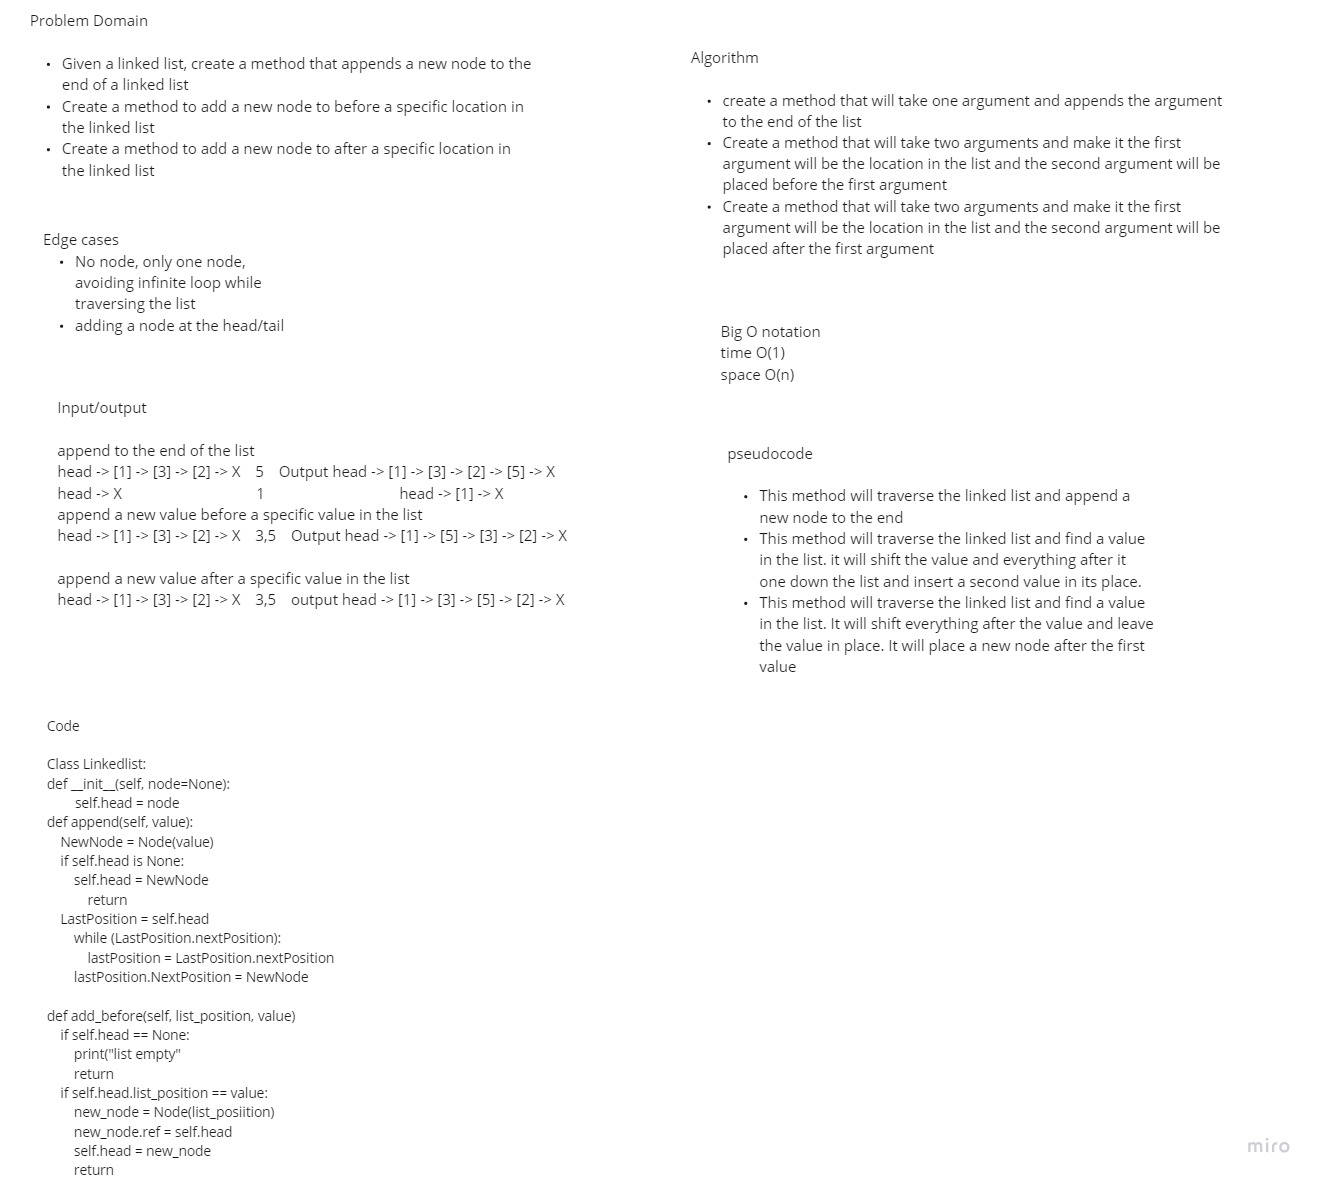 Problem Domain
• Given a linked list, create a method that appends a new node to the
end of a linked list
• Create a method to add a new node to before a specific location in
the linked list
• Create a method to add a new node to after a specific location in
the linked list
Edge cases
• No node, only one node,
avoiding infinite loop while
traversing the list
• adding a node at the head/tail
Input/output
append to the end of the list
head -> [1] -> [3] -> [2] -> X 5 Output head -> [1] -> [3] -> [2] -> [5] -> X
head -> X 1 head -> [1] -> X
append a new value before a specific value in the list
head -> [1] -> [3] -> [2] -> X 3,5 Output head -> [1] -> [5] -> [3] -> [2] -> X
append a new value after a specific value in the list
head -> [1] -> [3] -> [2] -> X 3,5 output head -> [1] -> [3] -> [5] -> [2] -> X
Code
Class Linkedlist:
def __init__(self, node=None):
self.head = node
def append(self, value):
NewNode = Node(value)
if self.head is None:
self.head = NewNode
return
LastPosition = self.head
while (LastPosition.nextPosition):
lastPosition = LastPosition.nextPosition
lastPosition.NextPosition = NewNode
def add_before(self, list_position, value)
if self.head == None:
print("list empty"
return
if self.head.list_position == value:
new_node = Node(list_posiition)
new_node.ref = self.head
self.head = new_node
return
Algorithm
• create a method that will take one argument and appends the argument
to the end of the list
• Create a method that will take two arguments and make it the first
argument will be the location in the list and the second argument will be
placed before the first argument
• Create a method that will take two arguments and make it the first
argument will be the location in the list and the second argument will be
placed after the first argument
Big O notation
time O(1)
space O(n)
pseudocode
• This method will traverse the linked list and append a
new node to the end
• This method will traverse the linked list and find a value
in the list. it will shift the value and everything after it
one down the list and insert a second value in its place.
• This method will traverse the linked list and find a value
in the list. It will shift everything after the value and leave
the value in place. It will place a new node after the first
value
miro